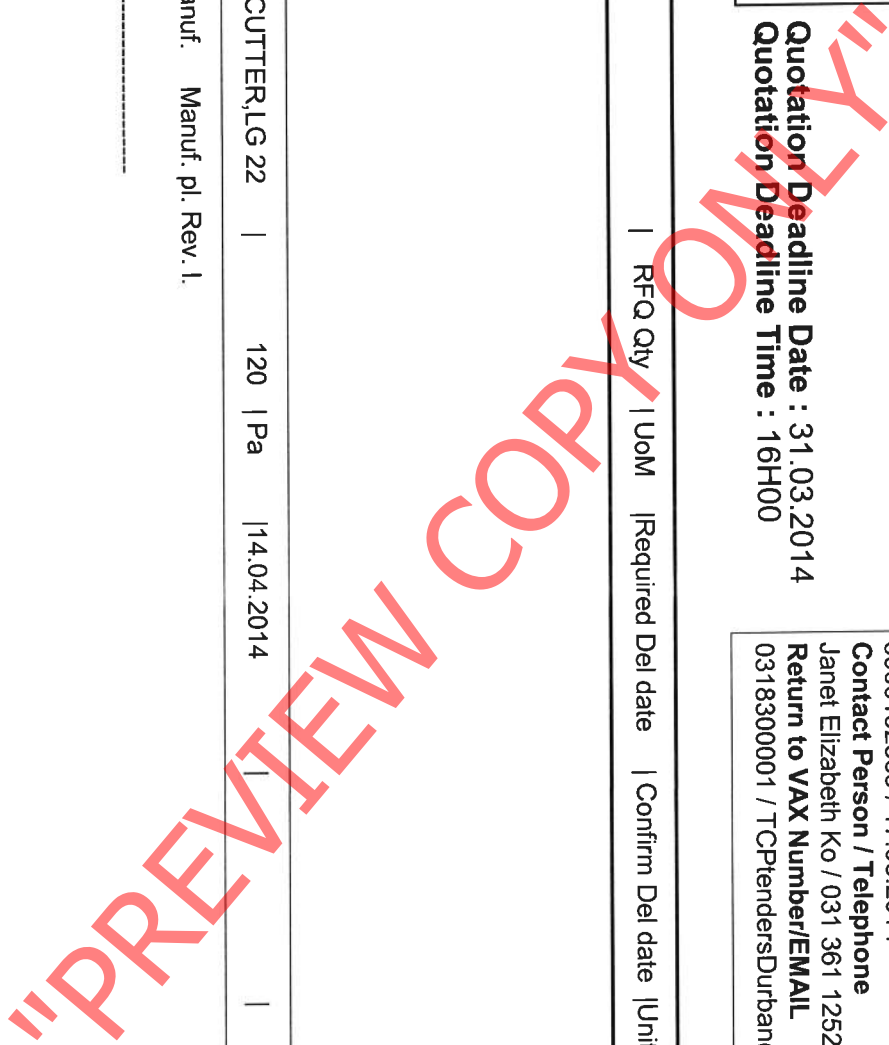 Quotation Deadline Date : 31.03.2014
Quotation Deadline Time : 16H00
Contact Person / Telephone
Janet Elizabeth Ko / 031 361 1252
Return to VAX Number/EMAIL
0318300001 / TCPtendersDurban
| RFQ Qty | UoM |Required Del date | Confirm Del date |Unit
CUTTER,LG 22 | 120 |Pa |14.04.2014 | |
Manuf. pl. Rev. l.
"PREVIEW COPY ONLY"